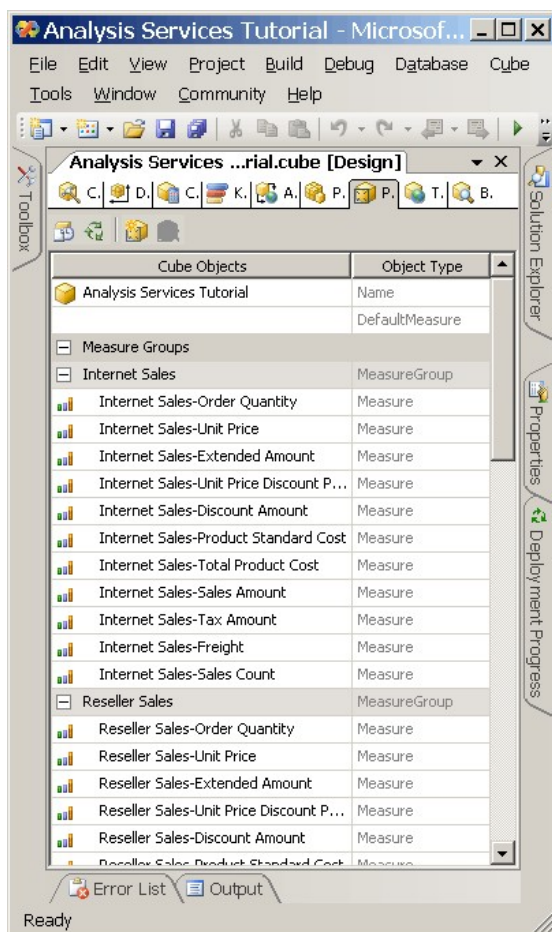 Analysis Services Tutorial - Microsof...
File Edit View Project Build Debug Database Cube
Tools Window Community Help
Analysis Services ...rial.cube [Design]
C. D. C. K. A. P. P. T. B.
Toolbox
Solution Explorer
Properties
Deployment Progress
Cube Objects Object Type
Analysis Services Tutorial Name
DefaultMeasure
Measure Groups
Internet Sales MeasureGroup
Internet Sales-Order Quantity Measure
Internet Sales-Unit Price Measure
Internet Sales-Extended Amount Measure
Internet Sales-Unit Price Discount P... Measure
Internet Sales-Discount Amount Measure
Internet Sales-Product Standard Cost Measure
Internet Sales-Total Product Cost Measure
Internet Sales-Sales Amount Measure
Internet Sales-Tax Amount Measure
Internet Sales-Freight Measure
Internet Sales-Sales Count Measure
Reseller Sales MeasureGroup
Reseller Sales-Order Quantity Measure
Reseller Sales-Unit Price Measure
Reseller Sales-Extended Amount Measure
Reseller Sales-Unit Price Discount P... Measure
Reseller Sales-Discount Amount Measure
Reseller Sales-Product Standard Cost Measure
Error List Output
Ready